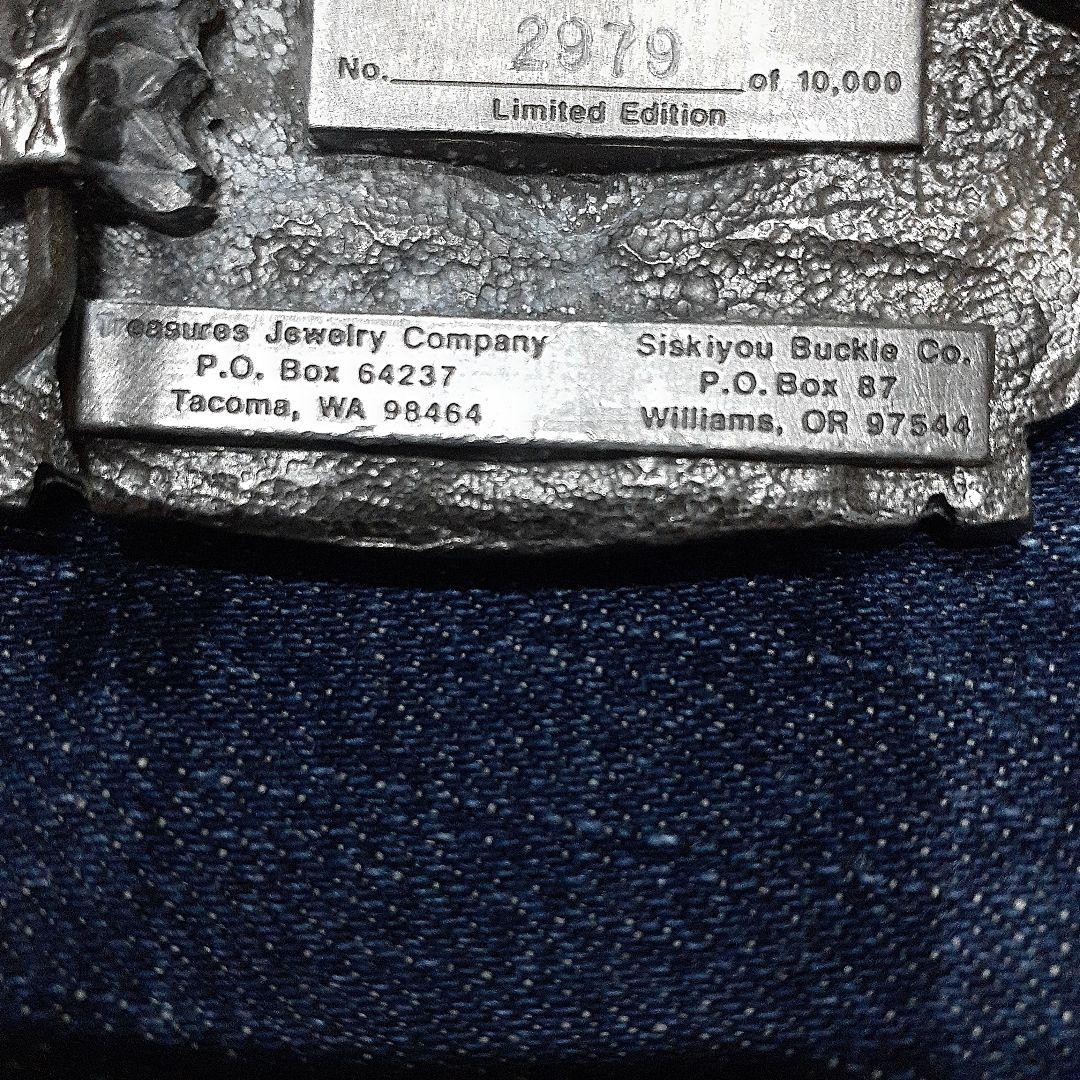 2979
No. of 10,000
Limited Edition
Treasures Jewelry Company
P.O. Box 64237
Tacoma, WA 98464
Siskiyou Buckle Co.
P.O. Box 87
Williams, OR 97544